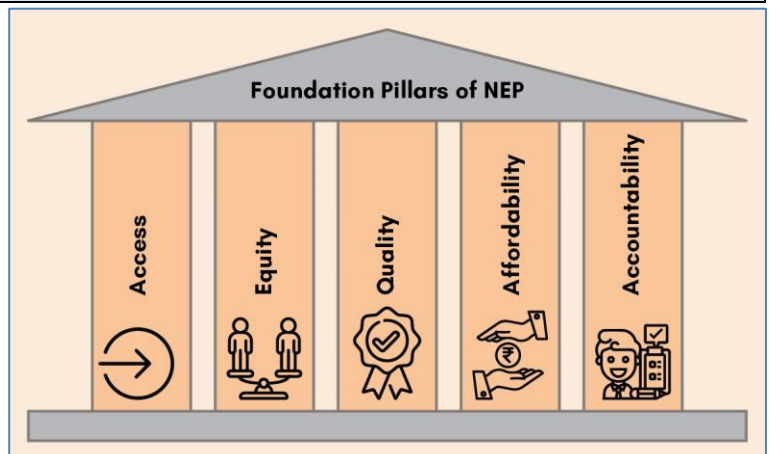 Foundation Pillars of NEP
Access
Equity
Quality
Affordability
Accountability
₹